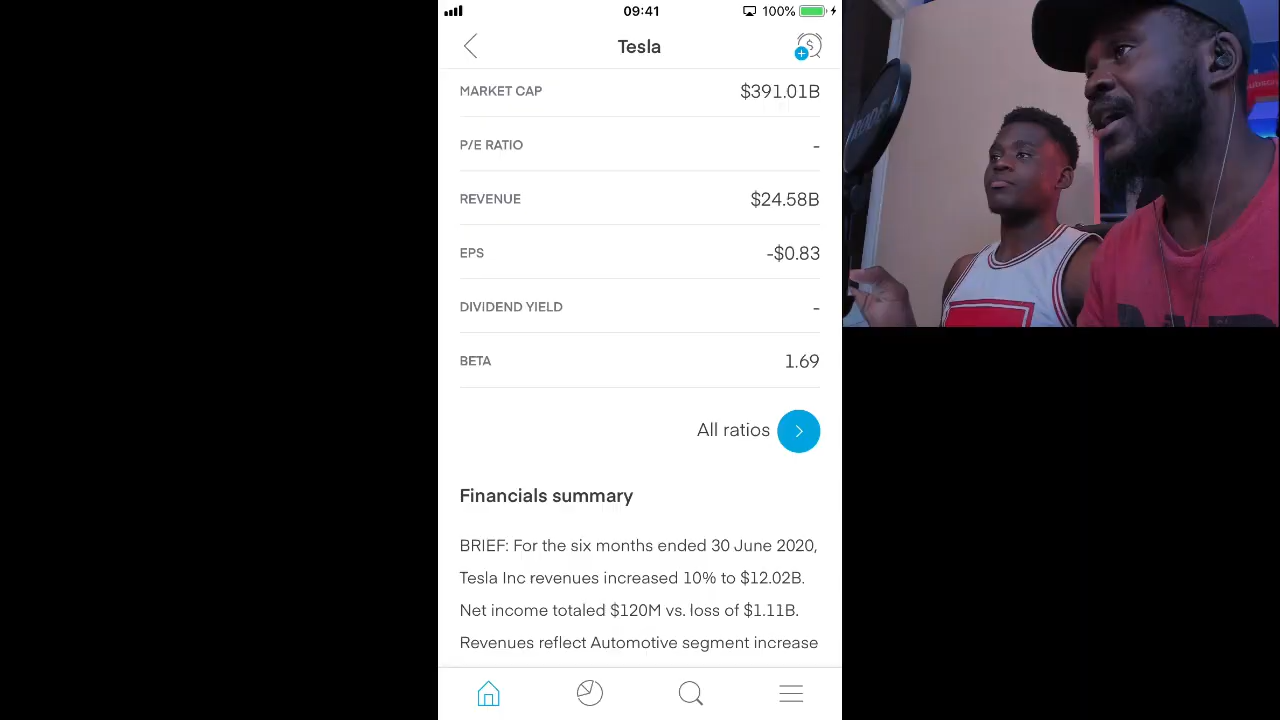 09:41
100%
Tesla
MARKET CAP $391.01B
P/E RATIO -
REVENUE $24.58B
EPS -$0.83
DIVIDEND YIELD -
BETA 1.69
All ratios
Financials summary
BRIEF: For the six months ended 30 June 2020,
Tesla Inc revenues increased 10% to $12.02B.
Net income totaled $120M vs. loss of $1.11B.
Revenues reflect Automotive segment increase